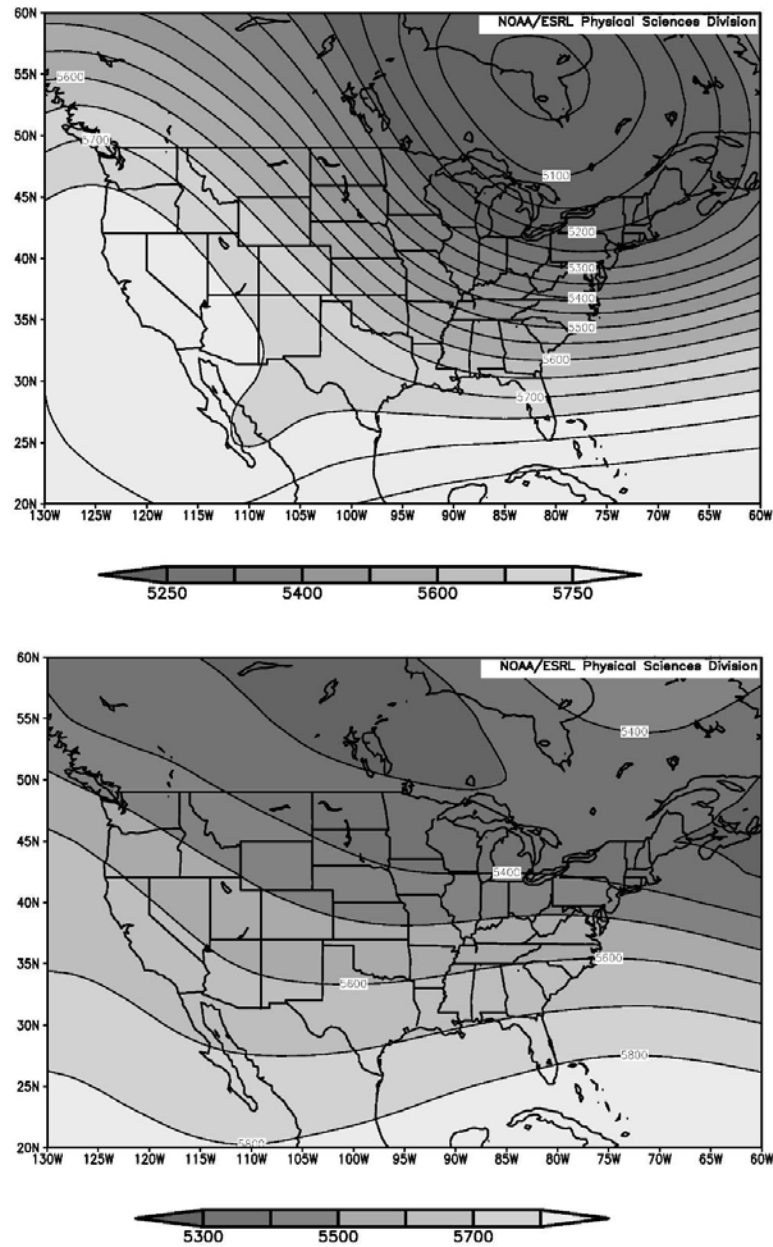 60N
NOAA/ESRL Physical Sciences Division
55N
5600
50N
5700
5100
45N
5200
40N
5300
5400
35N
5500
5600
30N
5700
25N
20N
130W 125W 120W 115W 110W 105W 100W 95W 90W 85W 80W 75W 70W 65W 60W
5250 5400 5600 5750
60N
NOAA/ESRL Physical Sciences Division
55N
5400
50N
45N
5400
40N
35N
5600
5600
30N
5800
25N
20N
5800
130W 125W 120W 115W 110W 105W 100W 95W 90W 85W 80W 75W 70W 65W 60W
5300 5500 5700